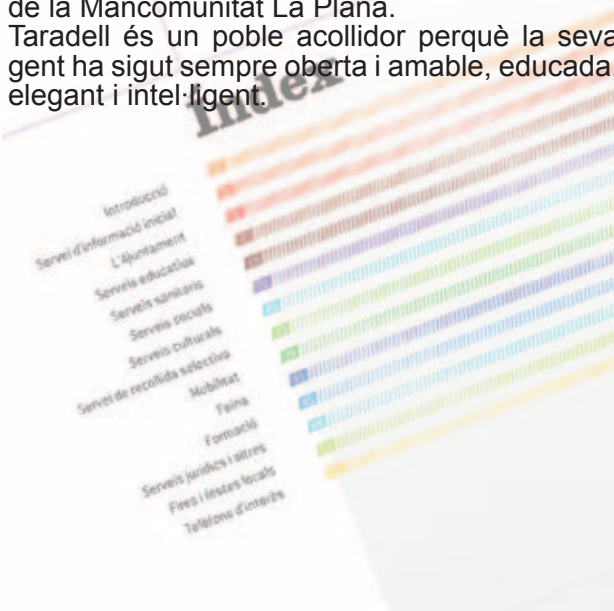 de la Mancomunitat La Plana.
Taradell és un poble acollidor perquè la seva
gent ha sigut sempre oberta i amable, educada
elegant i intel·ligent.
Índex
Introducció
Servei d'informació inicial
L'Ajuntament
Serveis educatius
Serveis sanitaris
Serveis socials
Serveis culturals
Servei de recollida selectiva
Mobilitat
Feina
Formació
Serveis jurídics i altres
Fires i festes locals
Telèfons d'interès